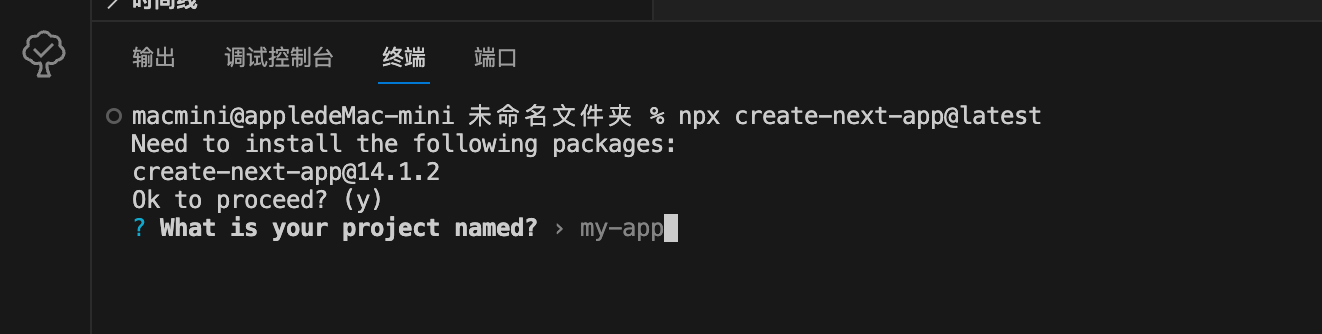 时间线
输出 调试控制台 终端 端口
macmini@appledeMac-mini 未命名文件夹 % npx create-next-app@latest
Need to install the following packages:
create-next-app@14.1.2
Ok to proceed? (y)
? What is your project named? › my-app